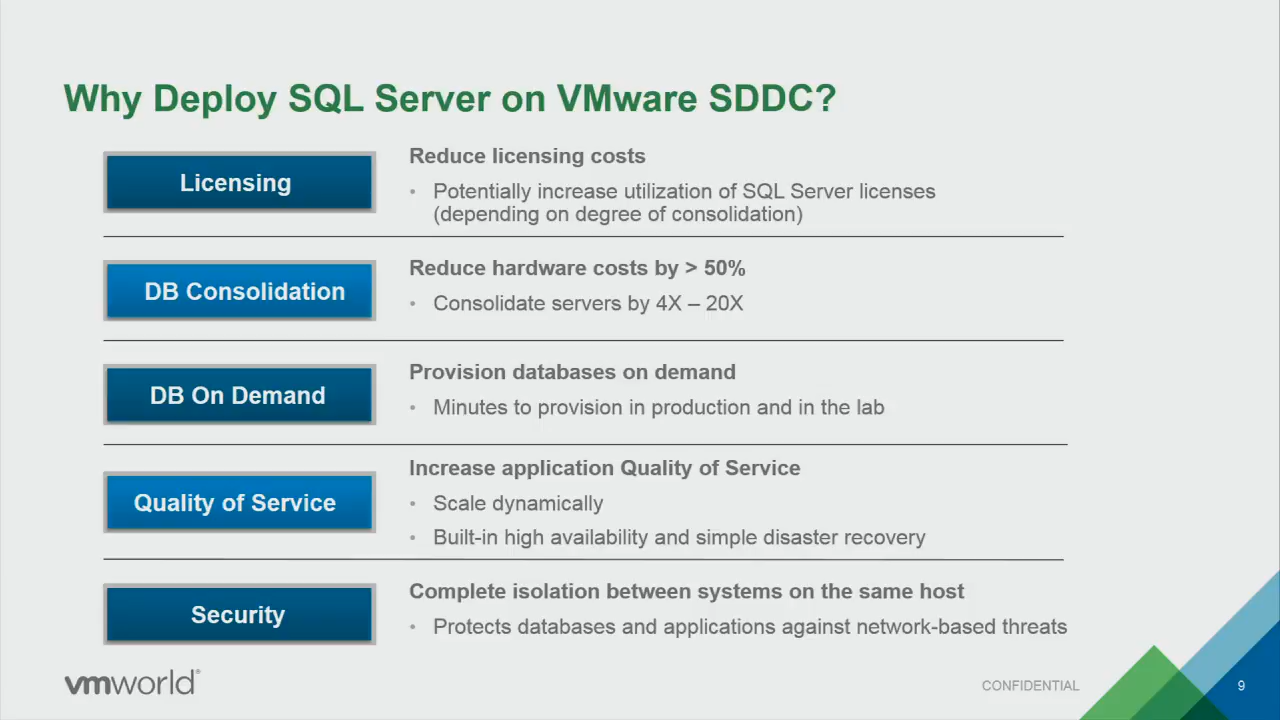 Why Deploy SQL Server on VMware SDDC?
Licensing
Reduce licensing costs
• Potentially increase utilization of SQL Server licenses
(depending on degree of consolidation)
DB Consolidation
Reduce hardware costs by > 50%
• Consolidate servers by 4X – 20X
DB On Demand
Provision databases on demand
• Minutes to provision in production and in the lab
Quality of Service
Increase application Quality of Service
• Scale dynamically
• Built-in high availability and simple disaster recovery
Security
Complete isolation between systems on the same host
• Protects databases and applications against network-based threats
vmworld®
CONFIDENTIAL
9